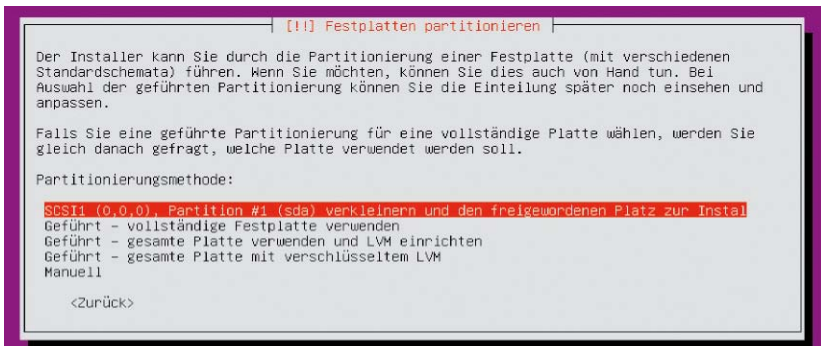 [!!] Festplatten partitionieren
Der Installer kann Sie durch die Partitionierung einer Festplatte (mit verschiedenen
Standardschemata) führen. Wenn Sie möchten, können Sie dies auch von Hand tun. Bei
Auswahl der geführten Partitionierung können Sie die Einteilung später noch einsehen und
anpassen.
Falls Sie eine geführte Partitionierung für eine vollständige Platte wählen, werden Sie
gleich danach gefragt, welche Platte verwendet werden soll.
Partitionierungsmethode:
SCSI1 (0,0,0), Partition #1 (sda) verkleinern und den freigewordenen Platz zur Instal
Geführt - vollständige Festplatte verwenden
Geführt - gesamte Platte verwenden und LVM einrichten
Geführt - gesamte Platte mit verschlüsseltem LVM
Manuell
<Zurück>